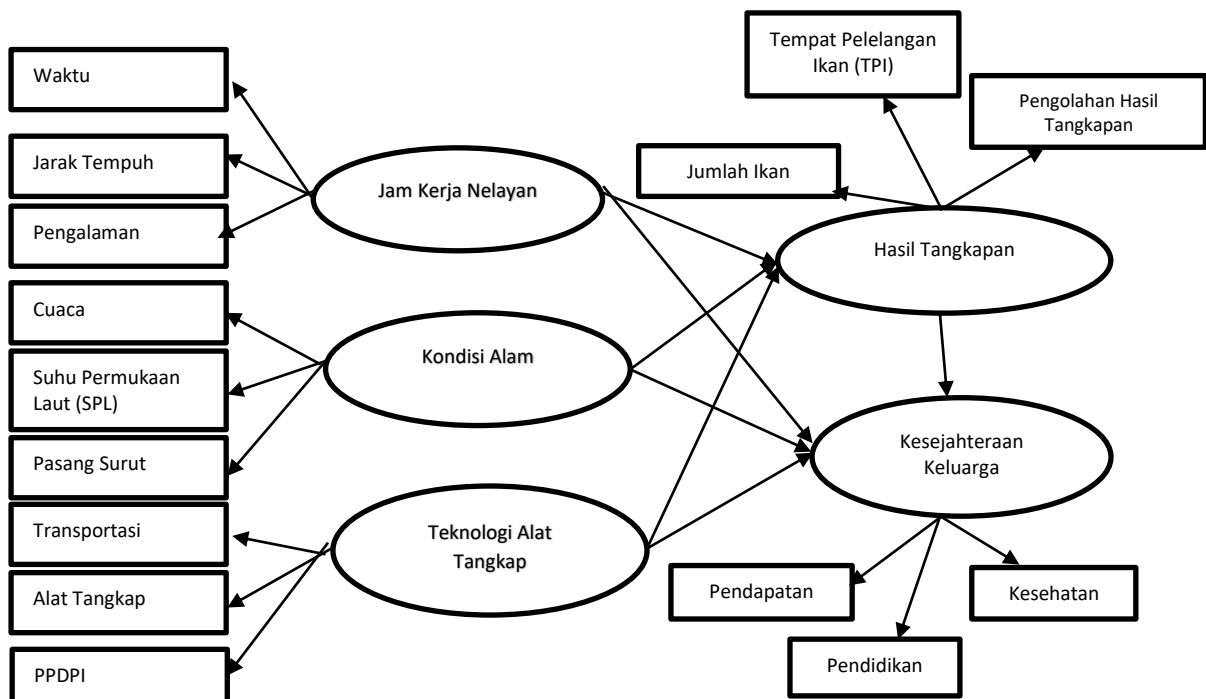 Waktu
Jarak Tempuh
Pengalaman
Cuaca
Suhu Permukaan
Laut (SPL)
Pasang Surut
Transportasi
Alat Tangkap
PPDPI
Jam Kerja Nelayan
Kondisi Alam
Teknologi Alat
Tangkap
Tempat Pelelangan
Ikan (TPI)
Pengolahan Hasil
Tangkapan
Jumlah Ikan
Hasil Tangkapan
Kesejahteraan
Keluarga
Pendapatan
Kesehatan
Pendidikan